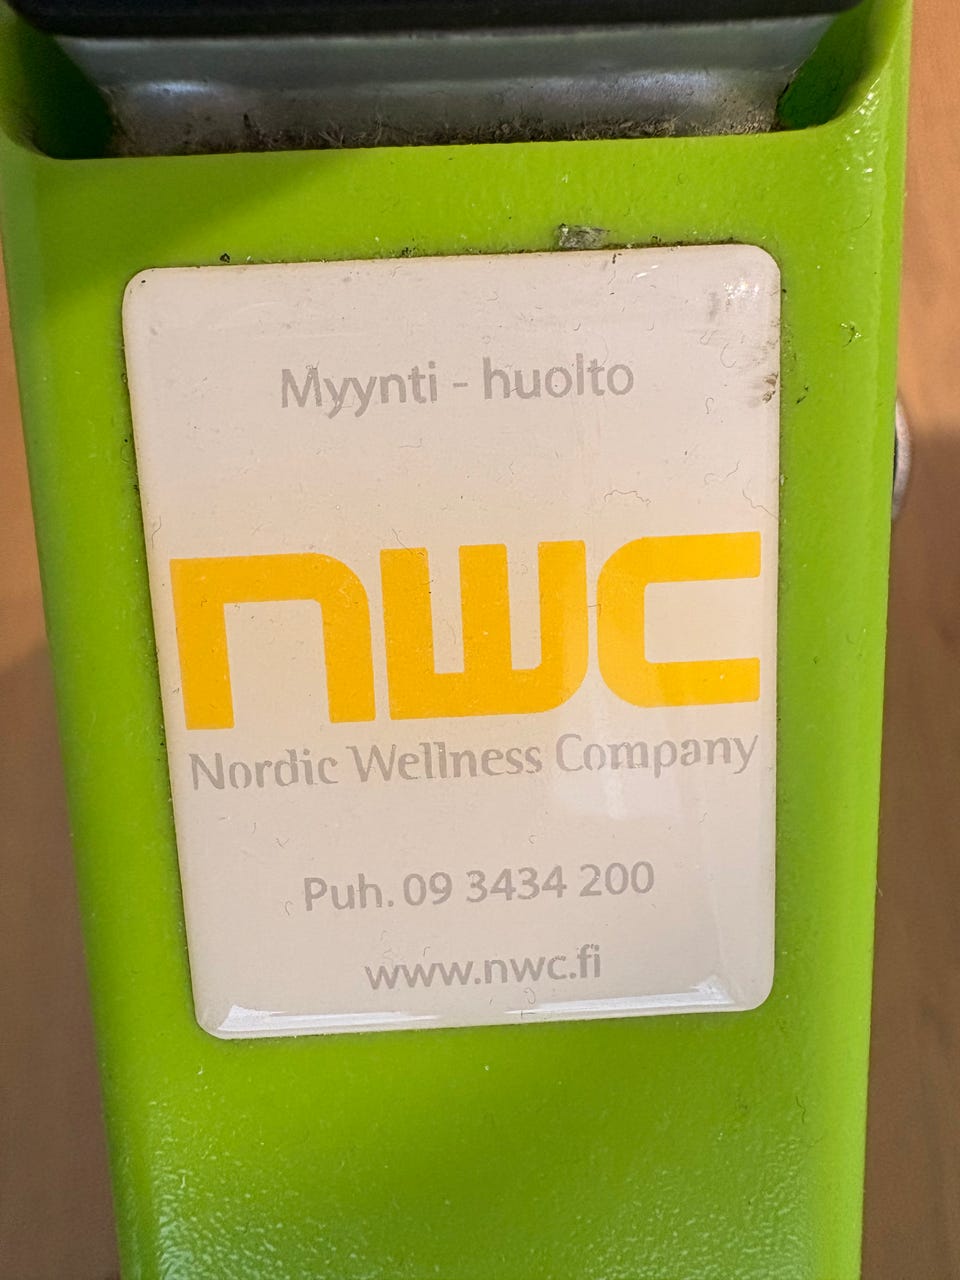 Myynti - huolto
nwc
Nordic Wellness Company
Puh. 09 3434 200
www.nwc.fi